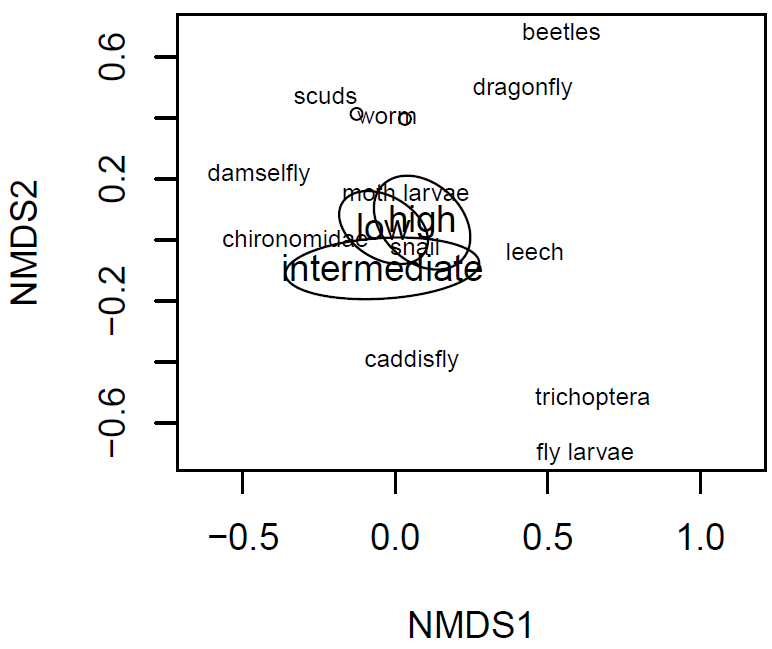 beetles
0.6
dragonfly
scuds
worm
0.2
damselfly
moth larvae
high
low
chironomidae
snail
leech
intermediate
NMDS2
−0.2
caddisfly
trichoptera
−0.6
fly larvae
−0.5 0.0 0.5 1.0
NMDS1